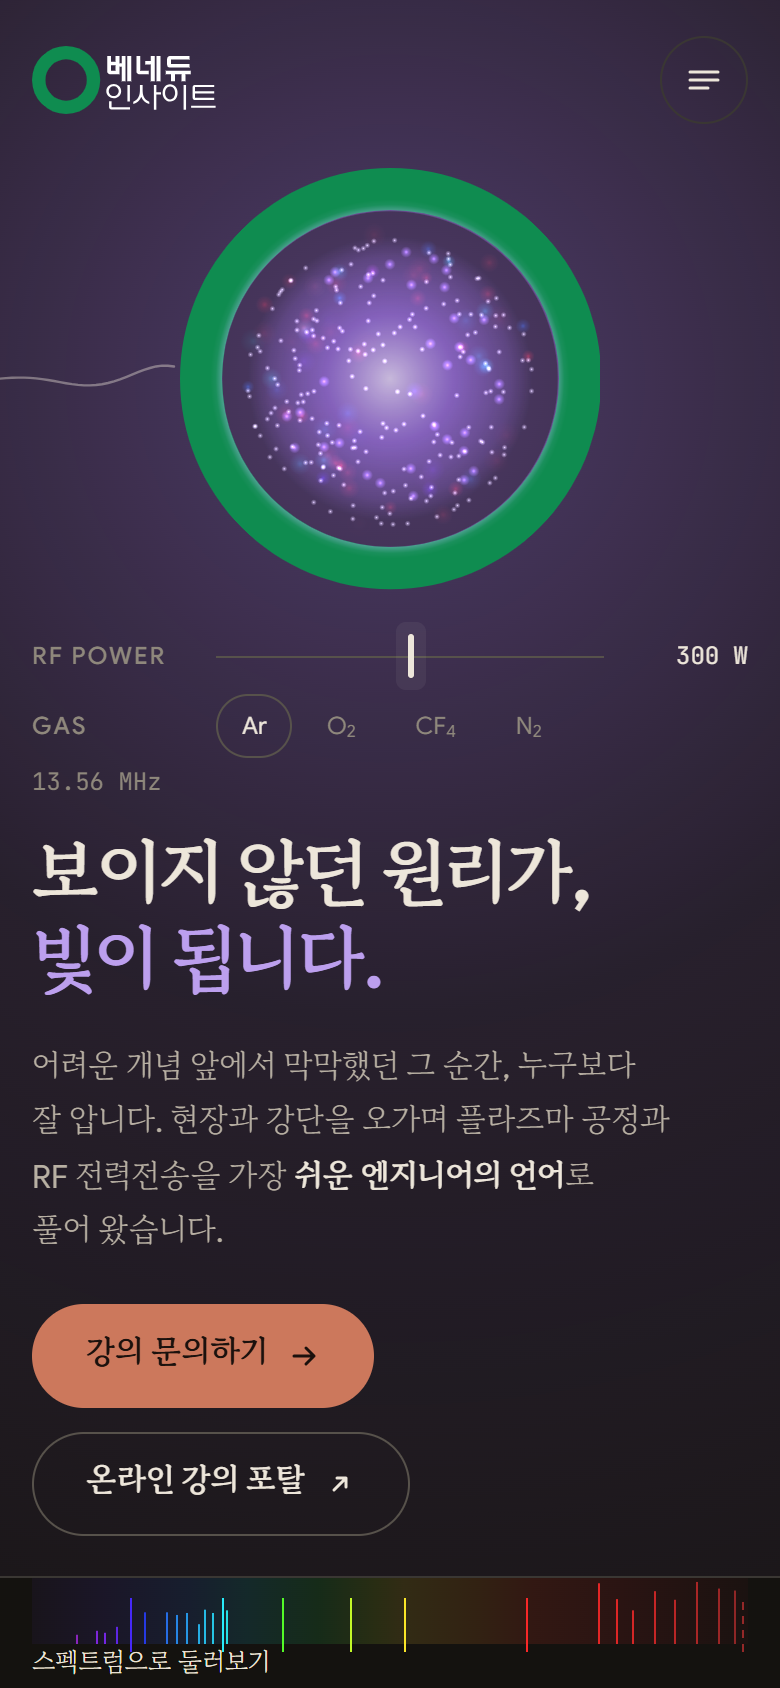 베네듀
인사이트
RF POWER 300 W
GAS Ar O₂ CF₄ N₂
13.56 MHz
보이지 않던 원리가,
빛이 됩니다.
어려운 개념 앞에서 막막했던 그 순간, 누구보다
잘 압니다. 현장과 강단을 오가며 플라즈마 공정과
RF 전력전송을 가장 쉬운 엔지니어의 언어로
풀어 왔습니다.
강의 문의하기 →
온라인 강의 포탈 ↗
스펙트럼으로 둘러보기